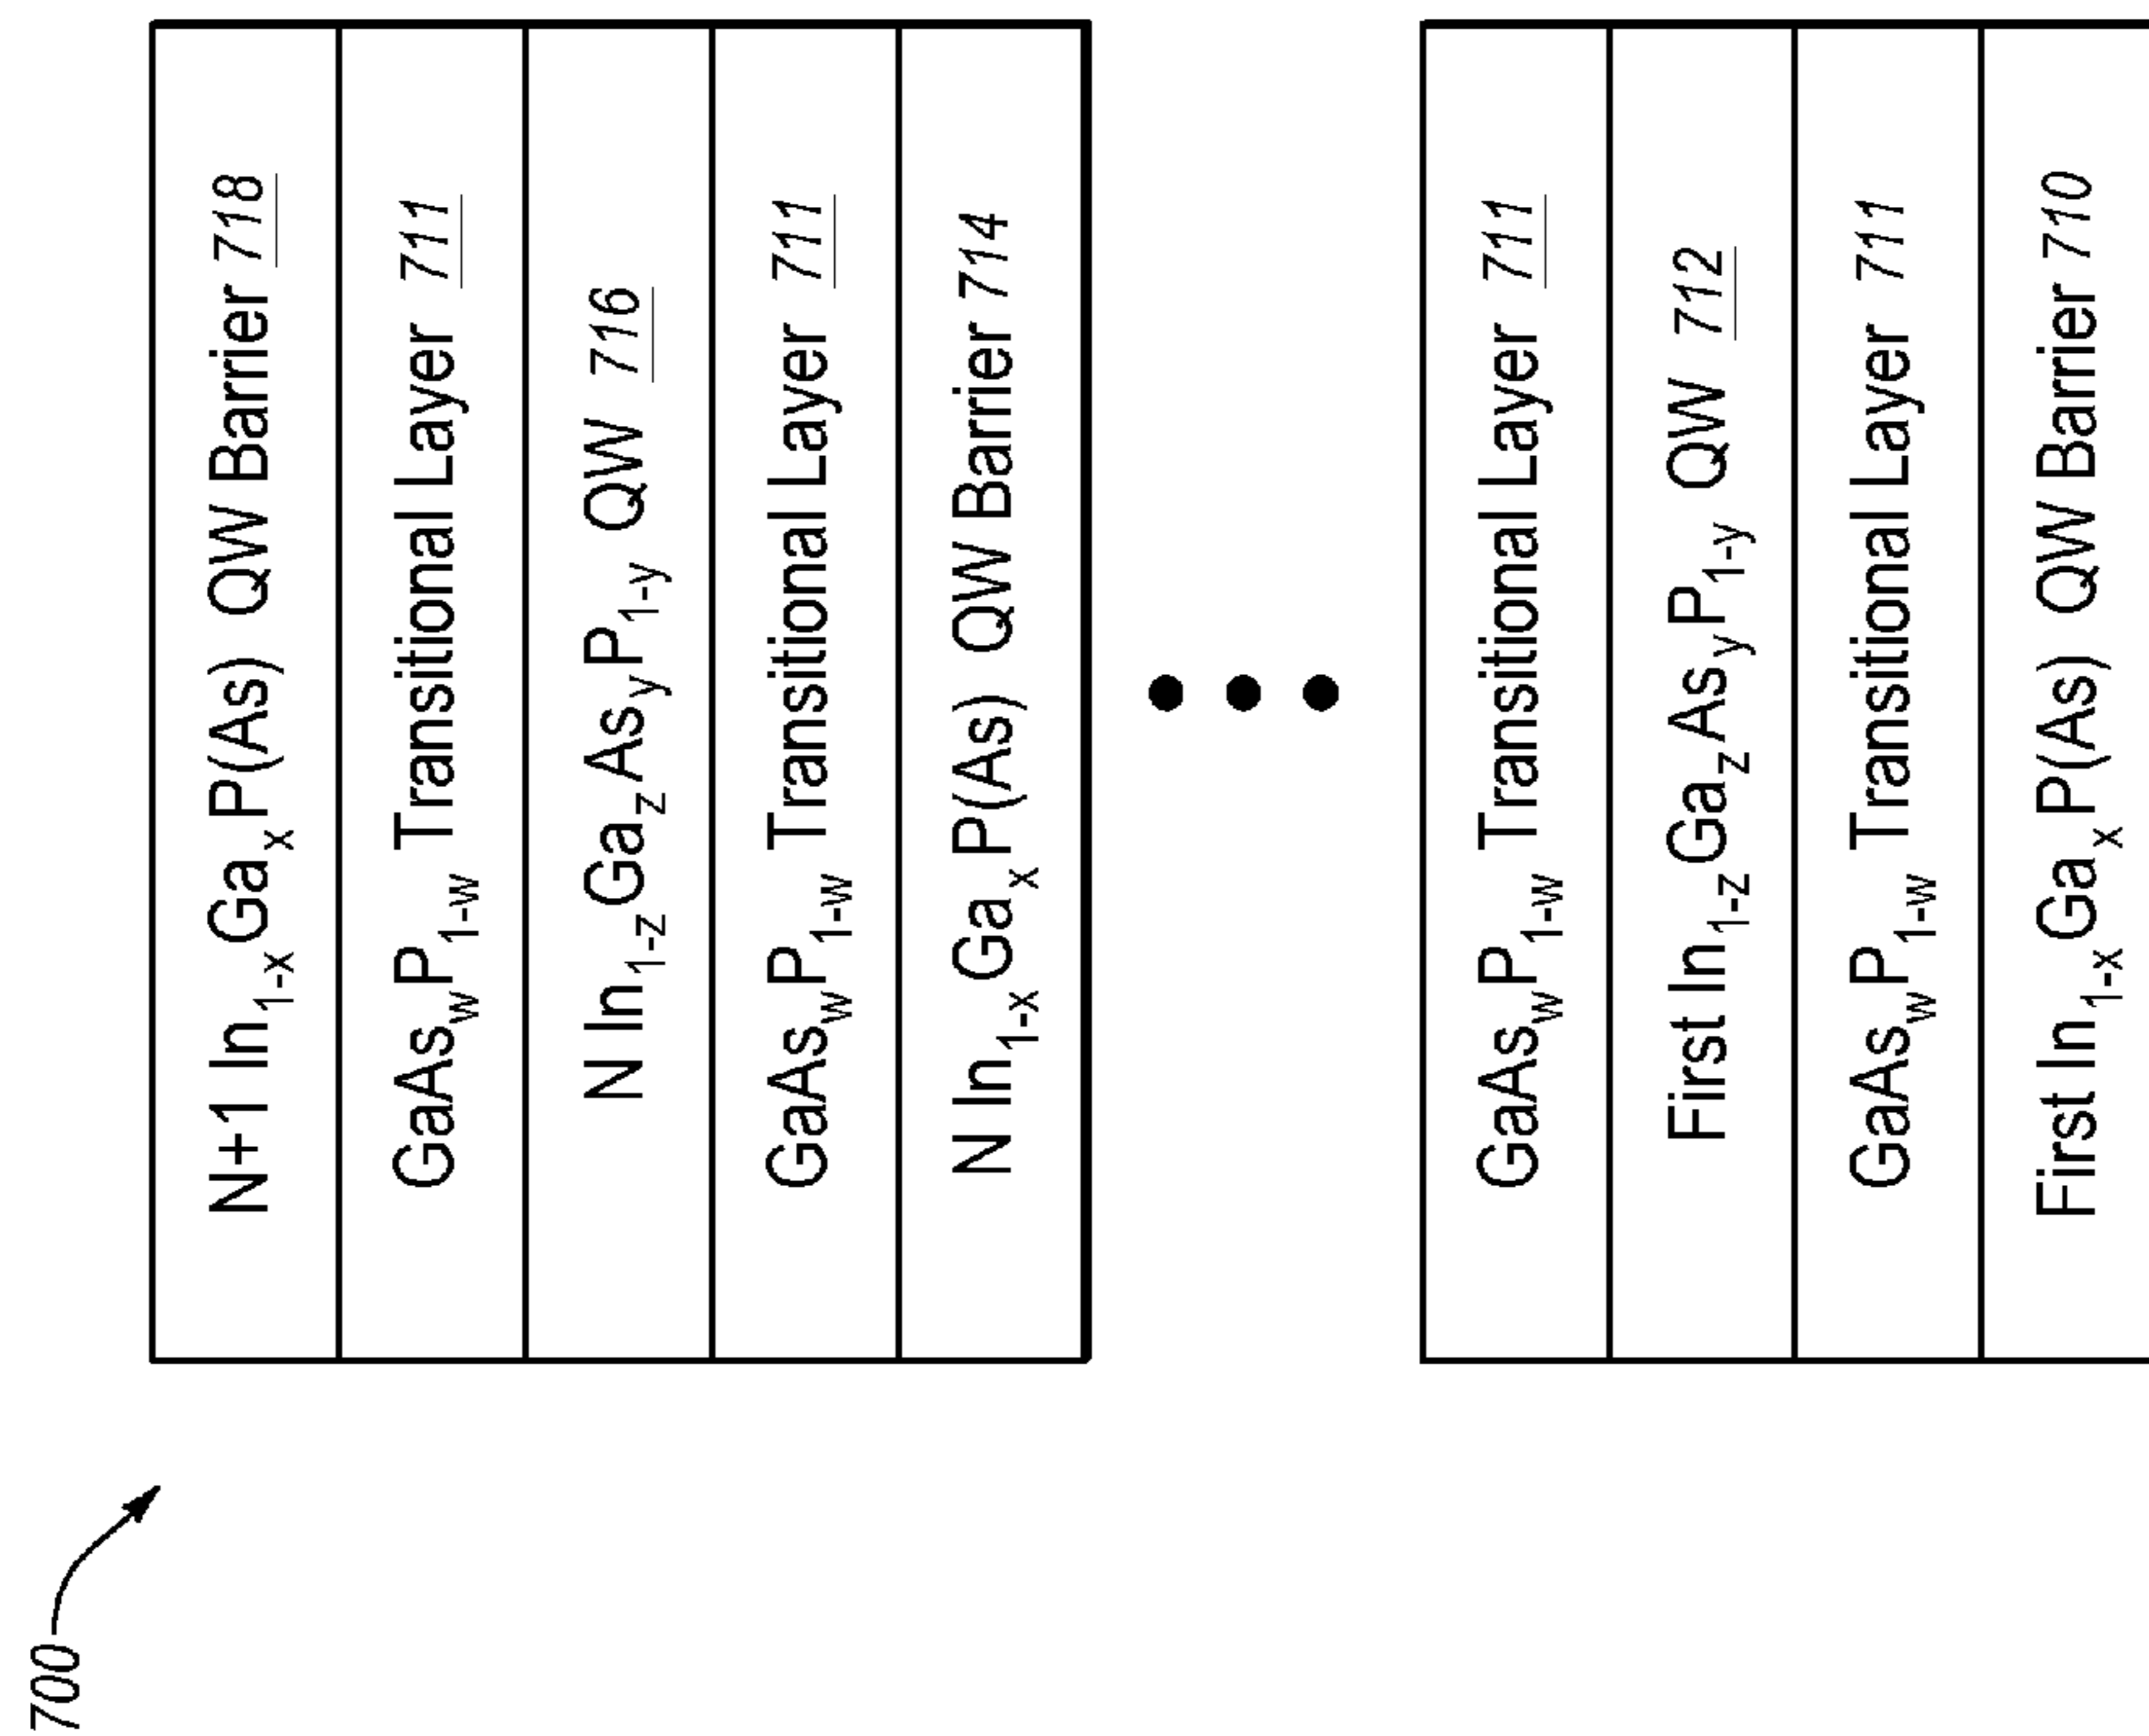 700
N+1 In1-xGaxP(As) QW Barrier 718
GaAswP1-w Transitional Layer 711
N In1-zGazAsyP1-y QW 716
GaAswP1-w Transitional Layer 711
N In1-xGaxP(As) QW Barrier 714
GaAswP1-w Transitional Layer 711
First In1-zGazAsyP1-y QW 712
GaAswP1-w Transitional Layer 711
First In1-xGaxP(As) QW Barrier 710